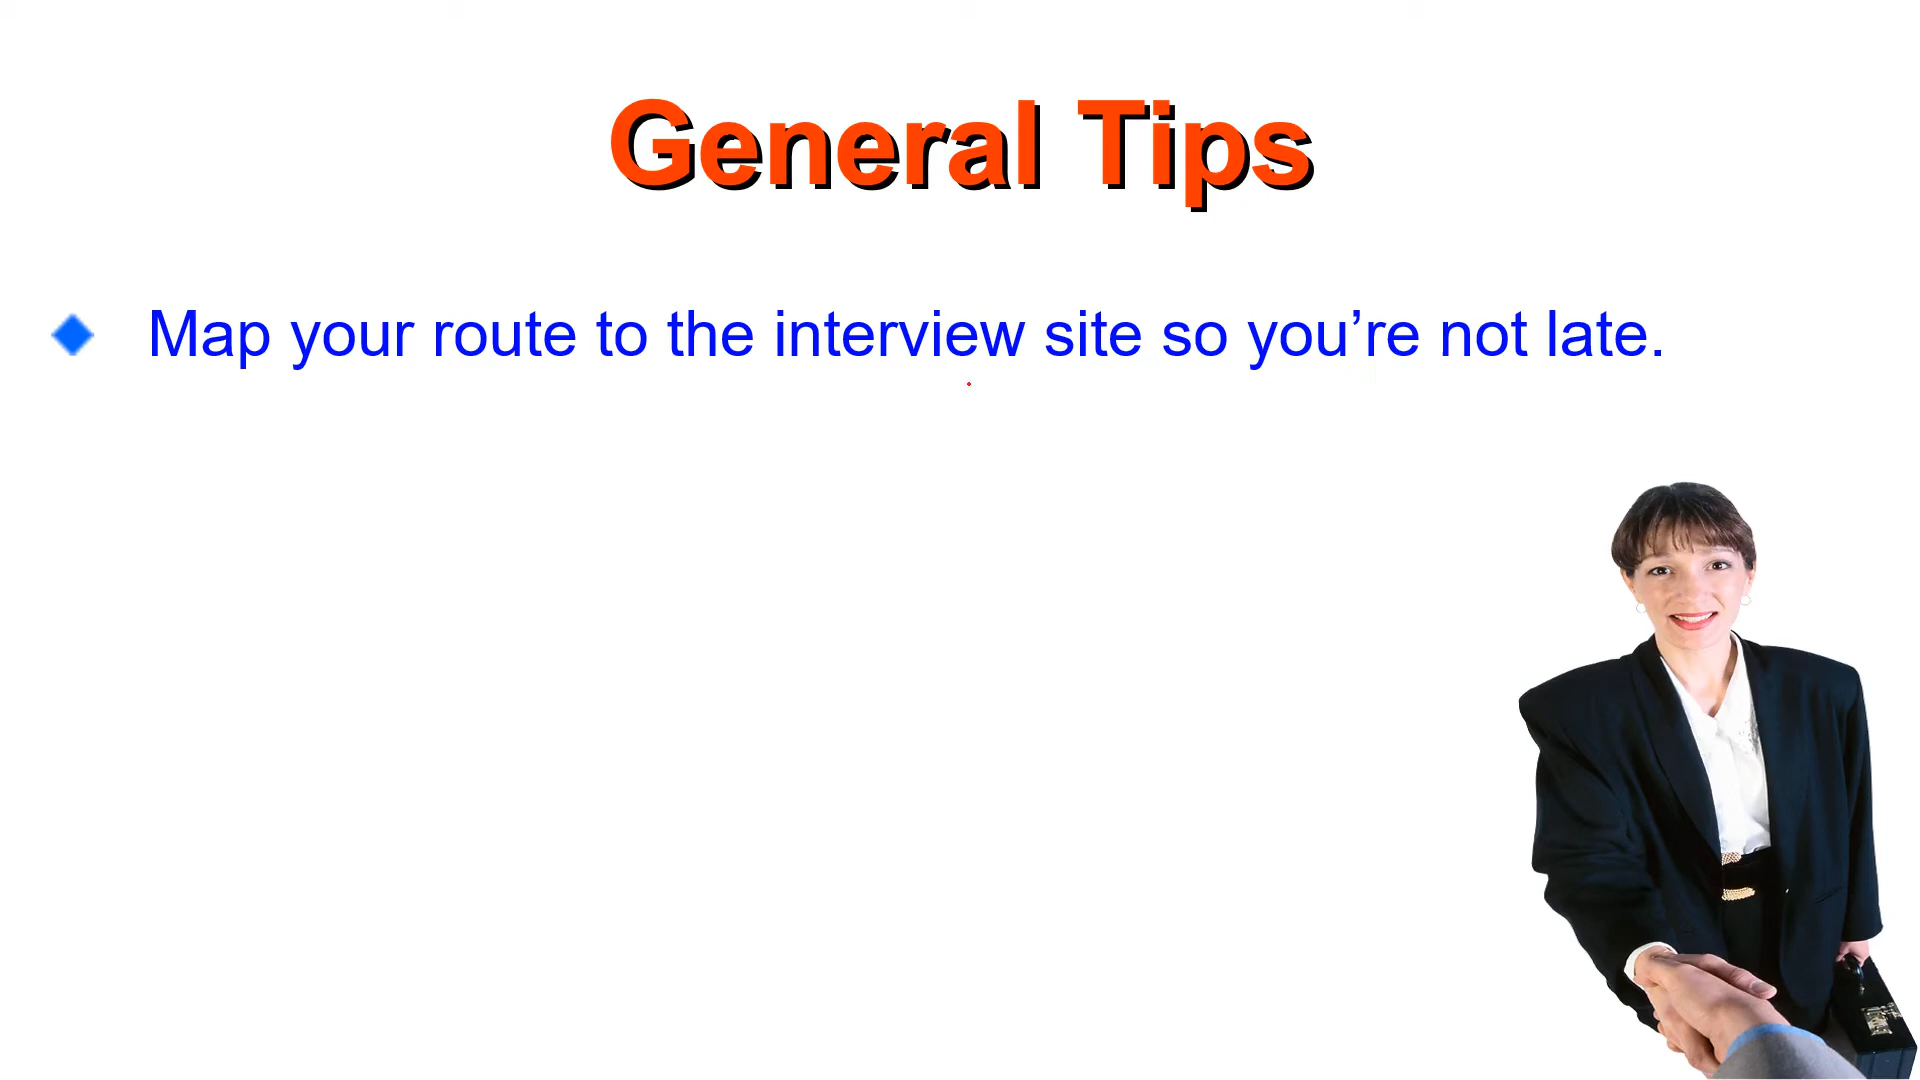 General Tips
Map your route to the interview site so you’re not late.